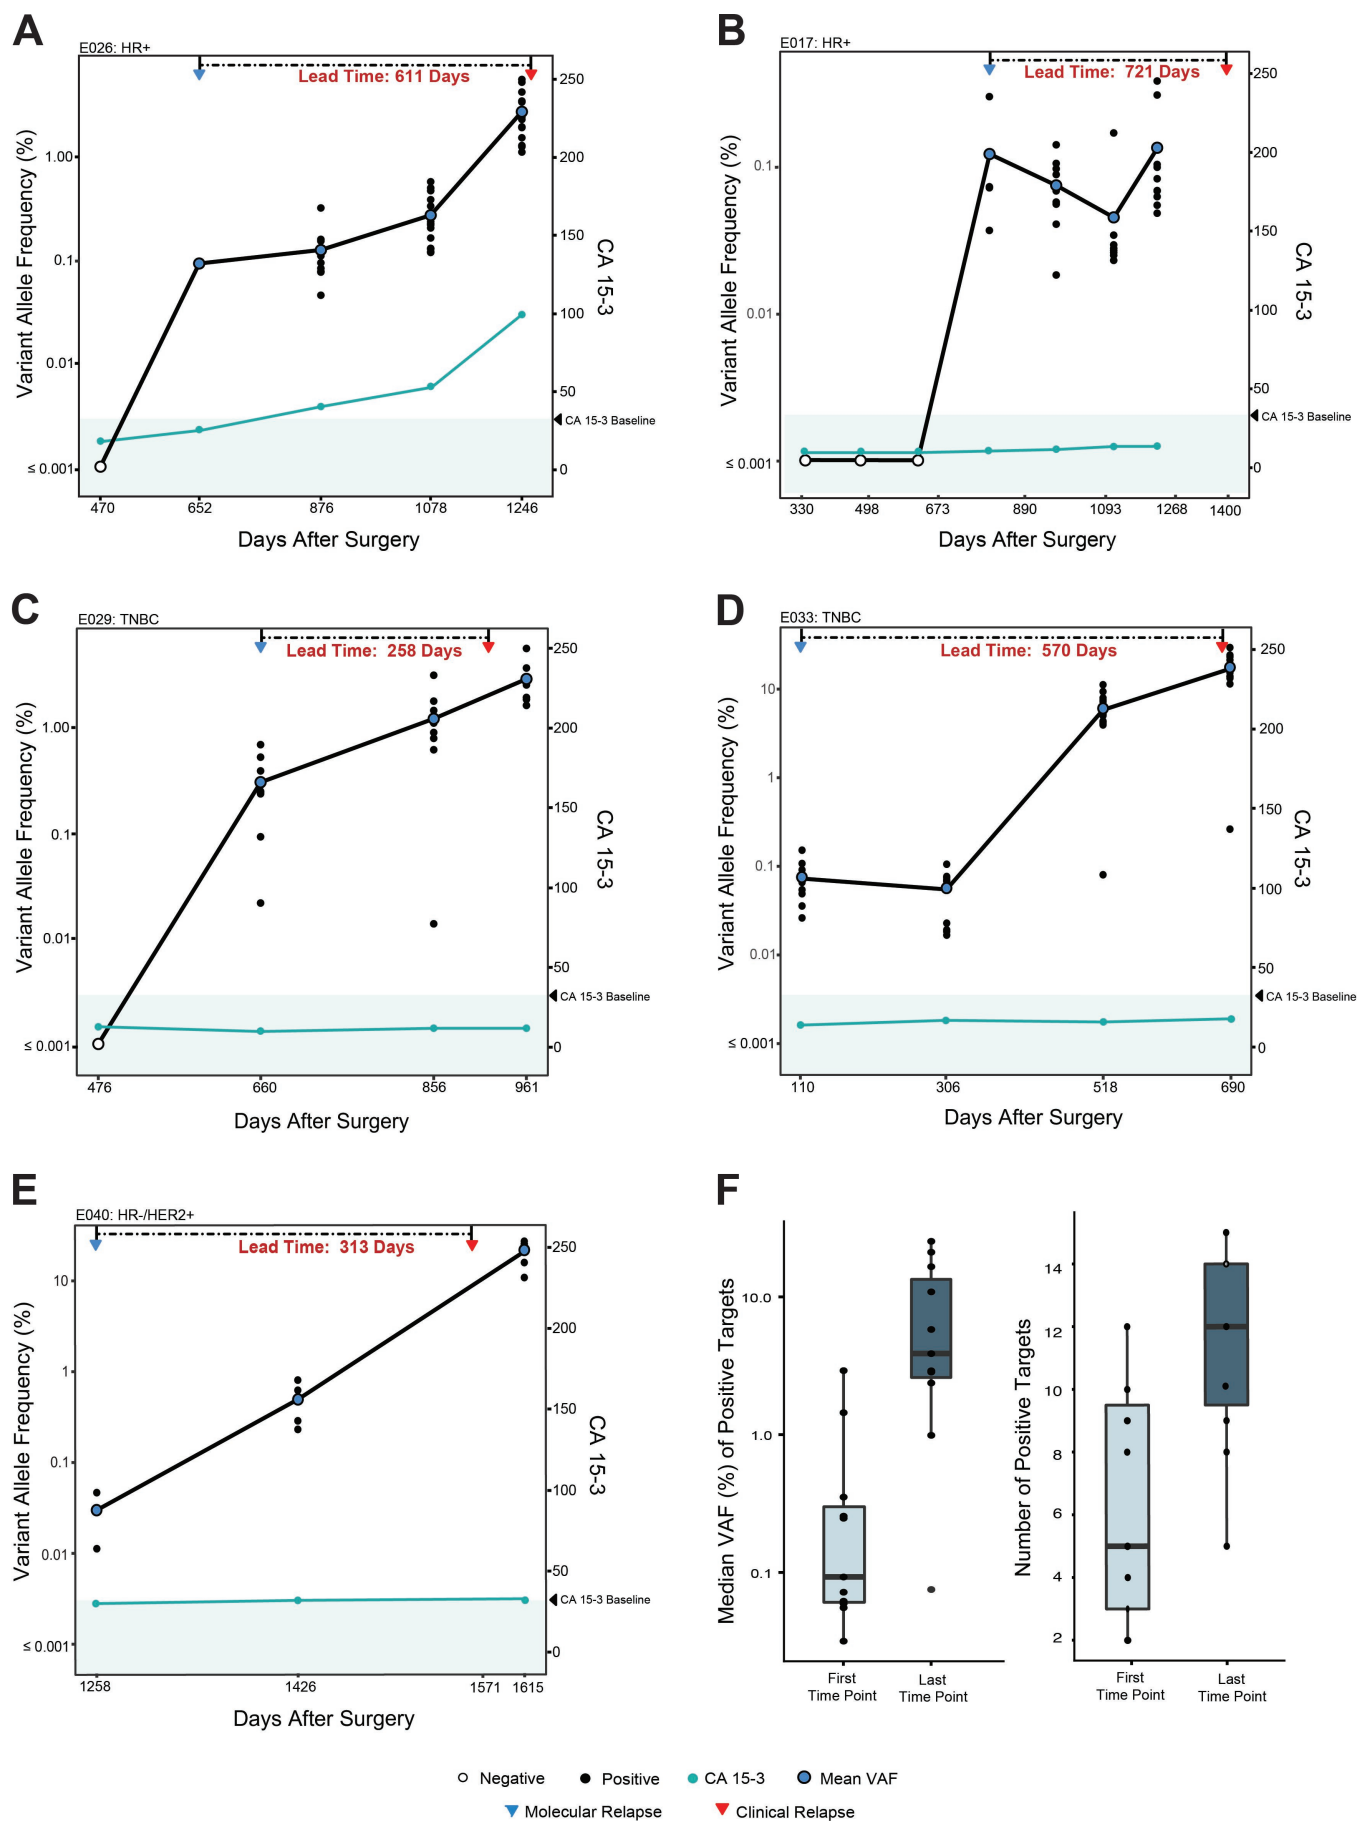 A
E026: HR+
Lead Time: 611 Days
Variant Allele Frequency (%)
1.00
0.1
0.01
≤ 0.001
250
200
150
100
50
0
CA 15-3
CA 15-3 Baseline
470 652 876 1078 1246
Days After Surgery
B
E017: HR+
Lead Time: 721 Days
Variant Allele Frequency (%)
0.1
0.01
≤ 0.001
250
200
150
100
50
0
CA 15-3
CA 15-3 Baseline
330 498 673 890 1093 1268 1400
Days After Surgery
C
E029: TNBC
Lead Time: 258 Days
Variant Allele Frequency (%)
1.00
0.1
0.01
≤ 0.001
250
200
150
100
50
0
CA 15-3
CA 15-3 Baseline
476 660 856 961
Days After Surgery
D
E033: TNBC
Lead Time: 570 Days
Variant Allele Frequency (%)
10
1
0.1
0.01
≤ 0.001
250
200
150
100
50
0
CA 15-3
CA 15-3 Baseline
110 306 518 690
Days After Surgery
E
E040: HR-/HER2+
Lead Time: 313 Days
Variant Allele Frequency (%)
10
1
0.1
0.01
≤ 0.001
250
200
150
100
50
0
CA 15-3
CA 15-3 Baseline
1258 1426 1571 1615
Days After Surgery
F
Median VAF (%) of Positive Targets
10.0
1.0
0.1
First Time Point
Last Time Point
Number of Positive Targets
14
12
10
8
6
4
2
First Time Point
Last Time Point
Negative Positive CA 15-3 Mean VAF
Molecular Relapse Clinical Relapse